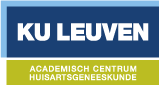 KU LEUVEN
ACADEMISCH CENTRUM
HUISARTSGENEESKUNDE